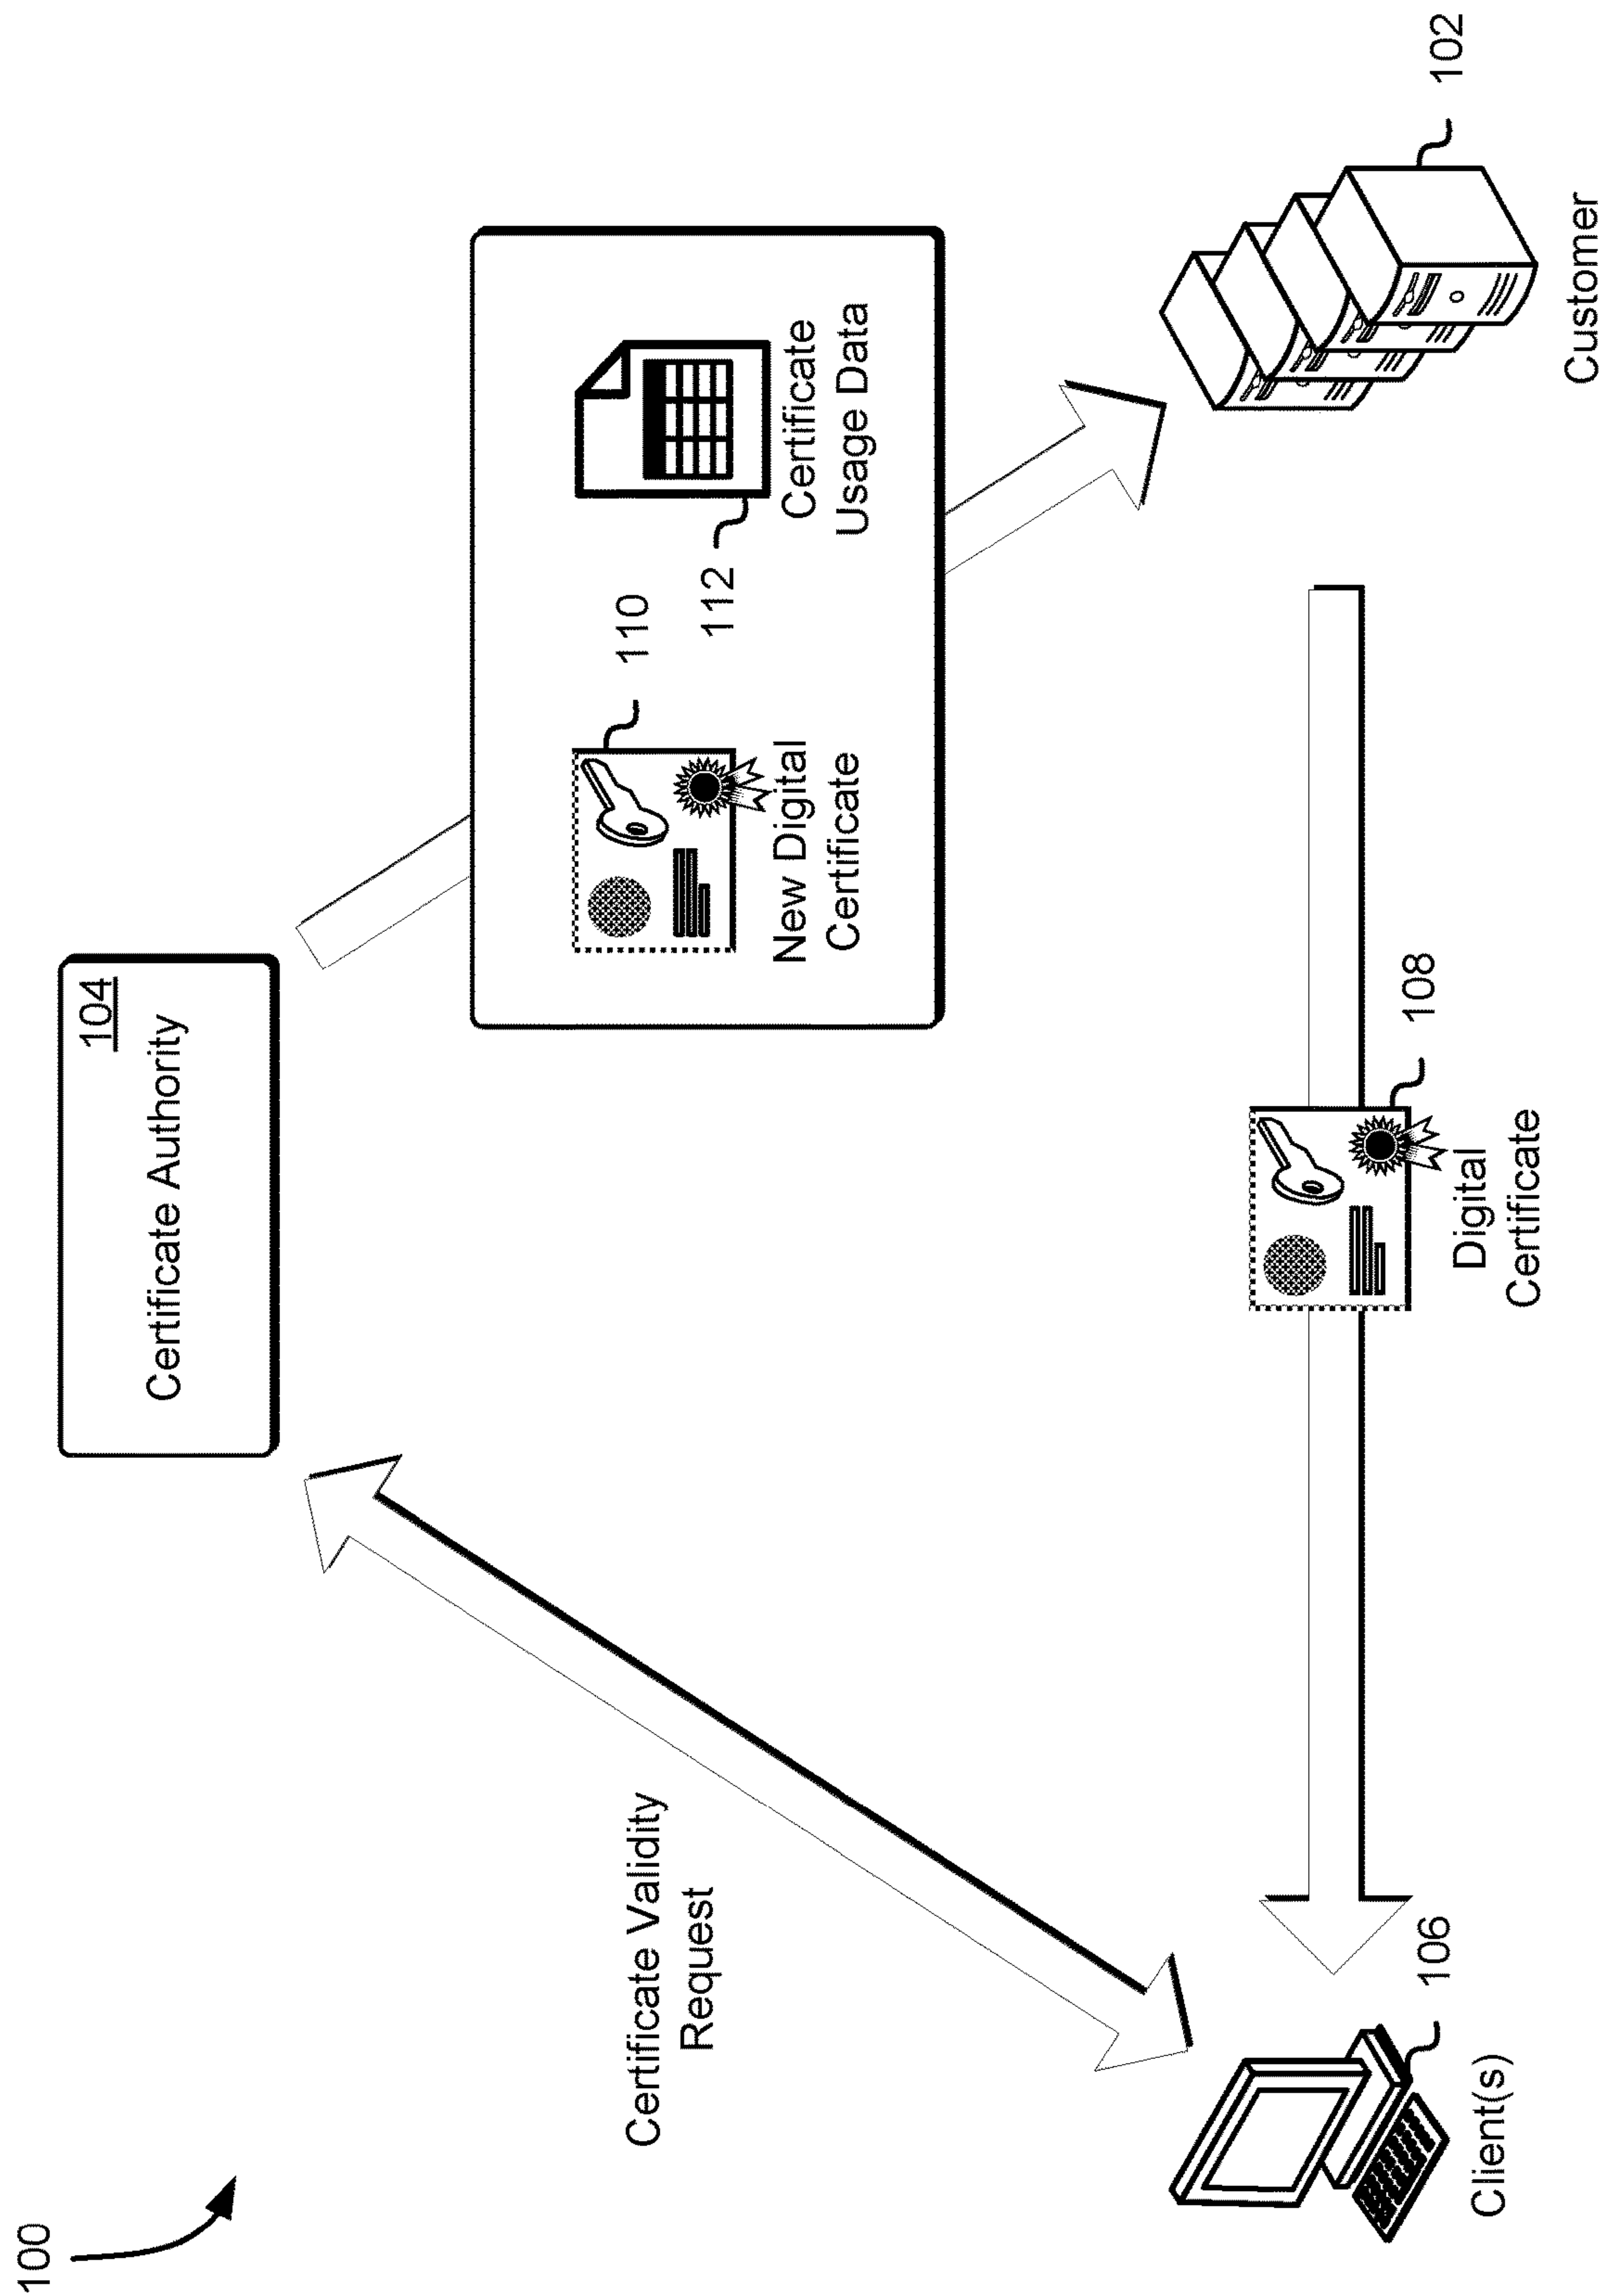 100
104
Certificate Authority
Certificate Validity
Request
110
112
New Digital
Certificate
Certificate
Usage Data
106
Client(s)
108
Digital
Certificate
102
Customer